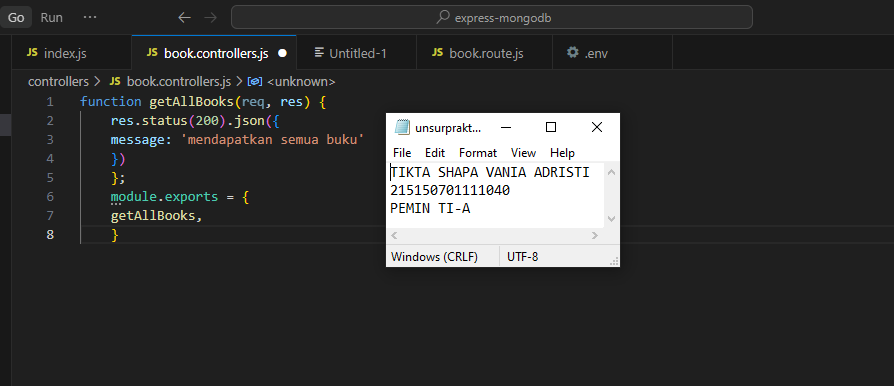 Go Run express-mongodb
JS index.js JS book.controllers.js Untitled-1 JS book.route.js .env
controllers > JS book.controllers.js > <unknown>
1 function getAllBooks(req, res) {
2 res.status(200).json({
3 message: 'mendapatkan semua buku'
4 })
5 };
6 module.exports = {
7 getAllBooks,
8 }
unsurprakt...
File Edit Format View Help
TIKTA SHAPA VANIA ADRISTI
215150701111040
PEMIN TI-A
Windows (CRLF) UTF-8